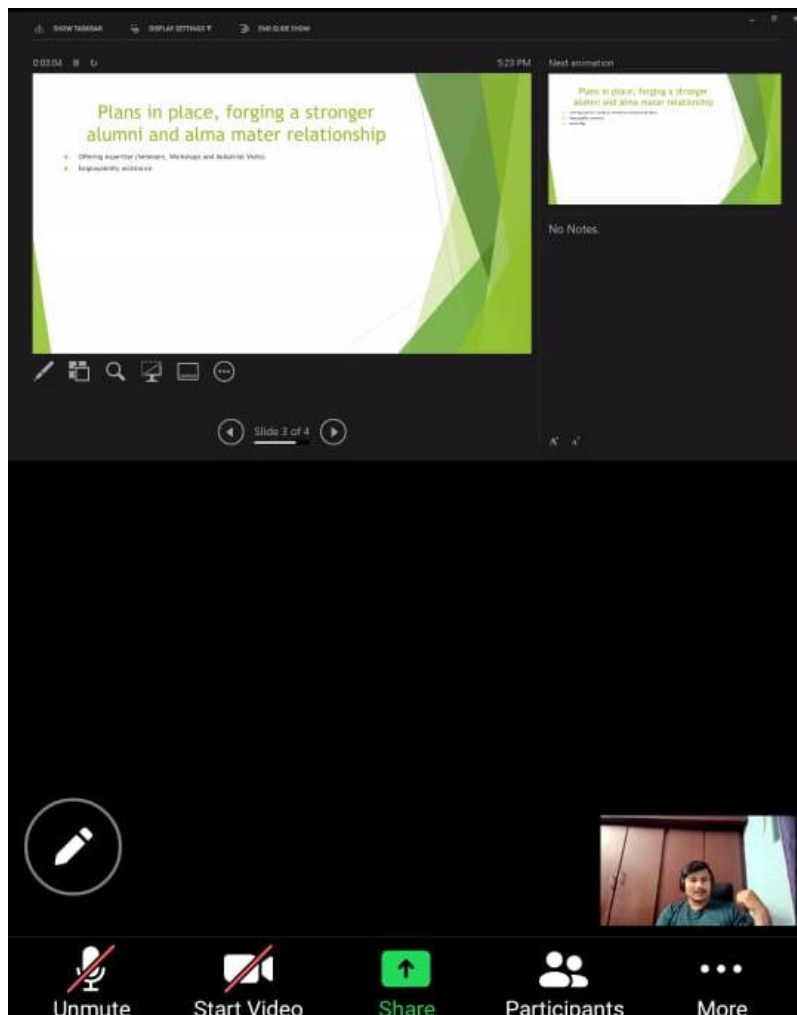 SHOW TASKBAR
DISPLAY SETTINGS ▼
END SLIDE SHOW
0:03:04
5:23 PM
Next animation
Plans in place, forging a stronger
alumni and alma mater relationship
Offering expertise (Seminars, Workshops and Industrial Visits)
Employability assistance
Plans in place, forging a stronger
alumni and alma mater relationship
No Notes.
Slide 3 of 4
Unmute
Start Video
Share
Participants
More